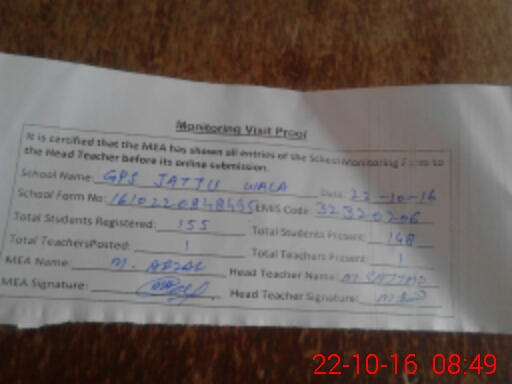 Monitoring Visit Proof
It is certified that the MEA has shown all entries of the School Monitoring Form to
the Head Teacher before its online submission.
School Name: GPS JATTU WALA Date: 22-10-16
School Form No: EMIS Code: 32320206
Total Students Registered: 155 Total Students Present: 148
Total TeachersPosted: 1 Total Teachers Present: 1
MEA Name: M. AFZAL Head Teacher Name: M.
MEA Signature: Head Teacher Signature:
22-10-16 08:49